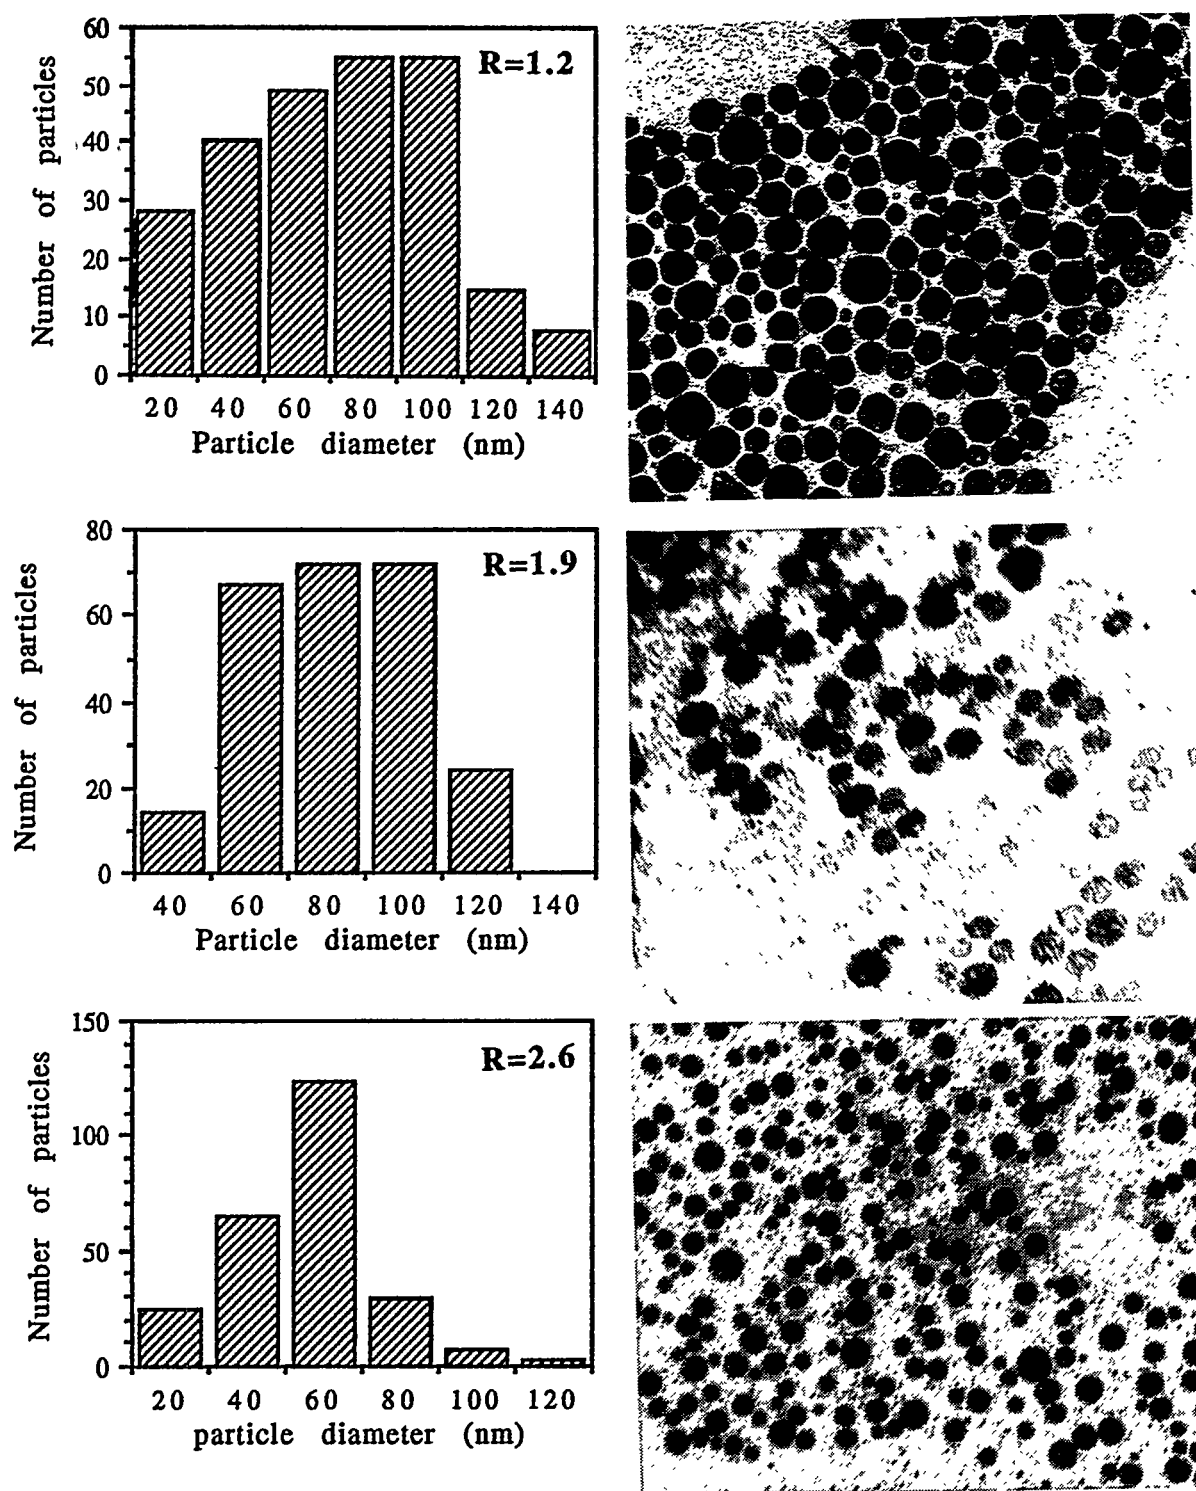 60
50
40
30
20
10
0
Number of particles
R=1.2
20 40 60 80 100 120 140
Particle diameter (nm)
80
60
40
20
0
Number of particles
R=1.9
40 60 80 100 120 140
Particle diameter (nm)
150
100
50
0
Number of particles
R=2.6
20 40 60 80 100 120
particle diameter (nm)